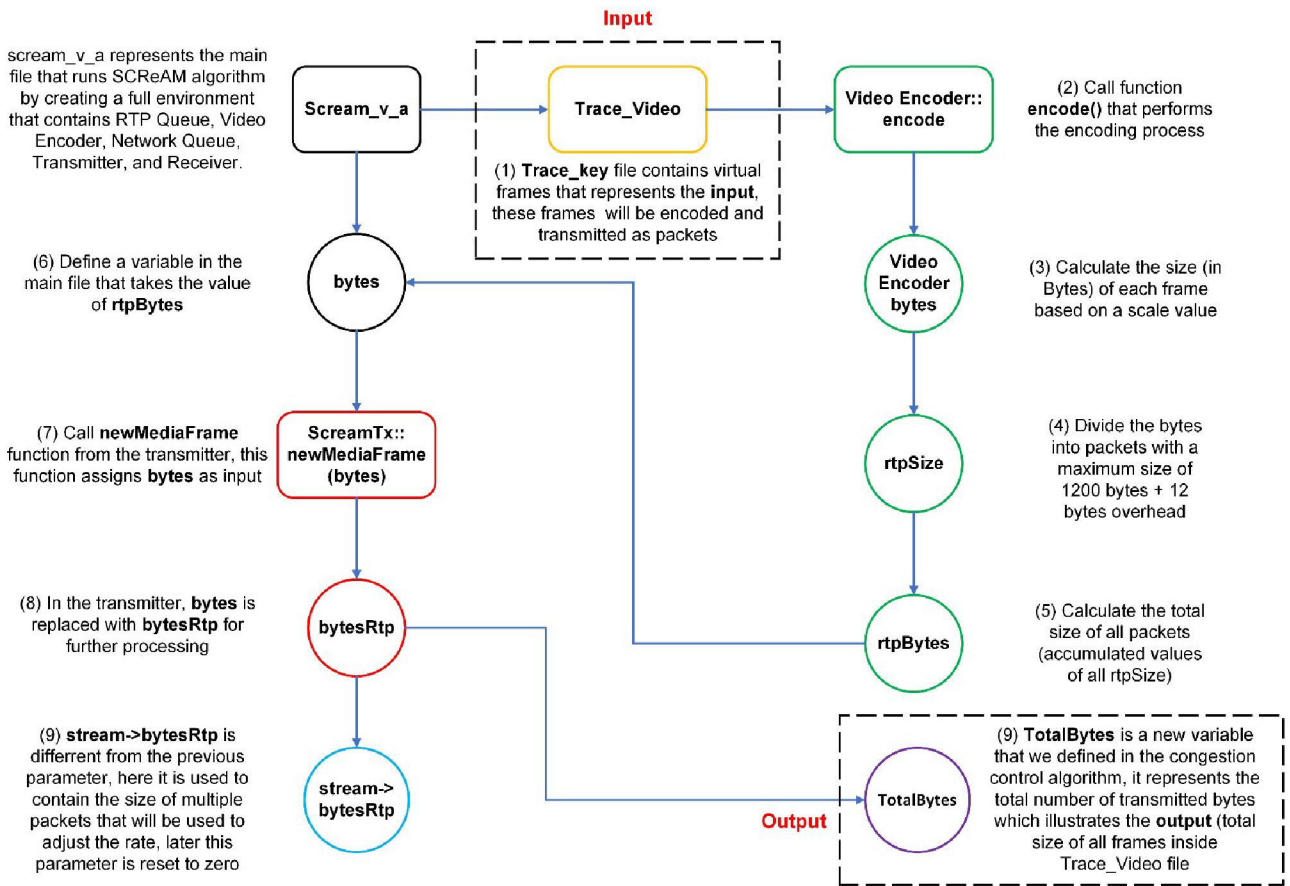 Input
scream_v_a represents the main
file that runs SCReAM algorithm
by creating a full environment
that contains RTP Queue, Video
Encoder, Network Queue,
Transmitter, and Receiver.
Scream_v_a
Trace_Video
Video Encoder::
encode
(2) Call function
encode() that performs
the encoding process
(1) Trace_key file contains virtual
frames that represents the input,
these frames will be encoded and
transmitted as packets
(6) Define a variable in the
main file that takes the value
of rtpBytes
bytes
Video
Encoder
bytes
(3) Calculate the size (in
Bytes) of each frame
based on a scale value
(7) Call newMediaFrame
function from the transmitter, this
function assigns bytes as input
ScreamTx::
newMediaFrame
(bytes)
rtpSize
(4) Divide the bytes
into packets with a
maximum size of
1200 bytes + 12
bytes overhead
(8) In the transmitter, bytes is
replaced with bytesRtp for
further processing
bytesRtp
rtpBytes
(5) Calculate the total
size of all packets
(accumulated values
of all rtpSize)
(9) stream->bytesRtp is
different from the previous
parameter, here it is used to
contain the size of multiple
packets that will be used to
adjust the rate, later this
parameter is reset to zero
stream->
bytesRtp
Output
TotalBytes
(9) TotalBytes is a new variable
that we defined in the congestion
control algorithm, it represents the
total number of transmitted bytes
which illustrates the output (total
size of all frames inside
Trace_Video file